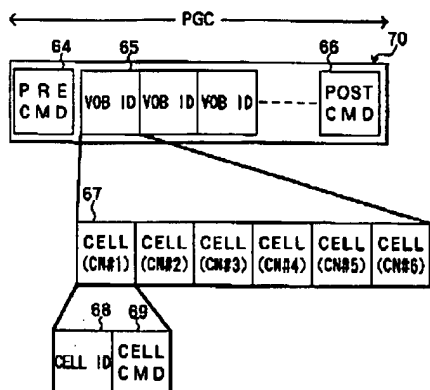 PGC
64 65 66 70
PRE CMD VOB ID VOB ID VOB ID POST CMD
67
CELL (CN#1) CELL (CN#2) CELL (CN#3) CELL (CN#4) CELL (CN#5) CELL (CN#6)
68 69
CELL ID CELL CMD